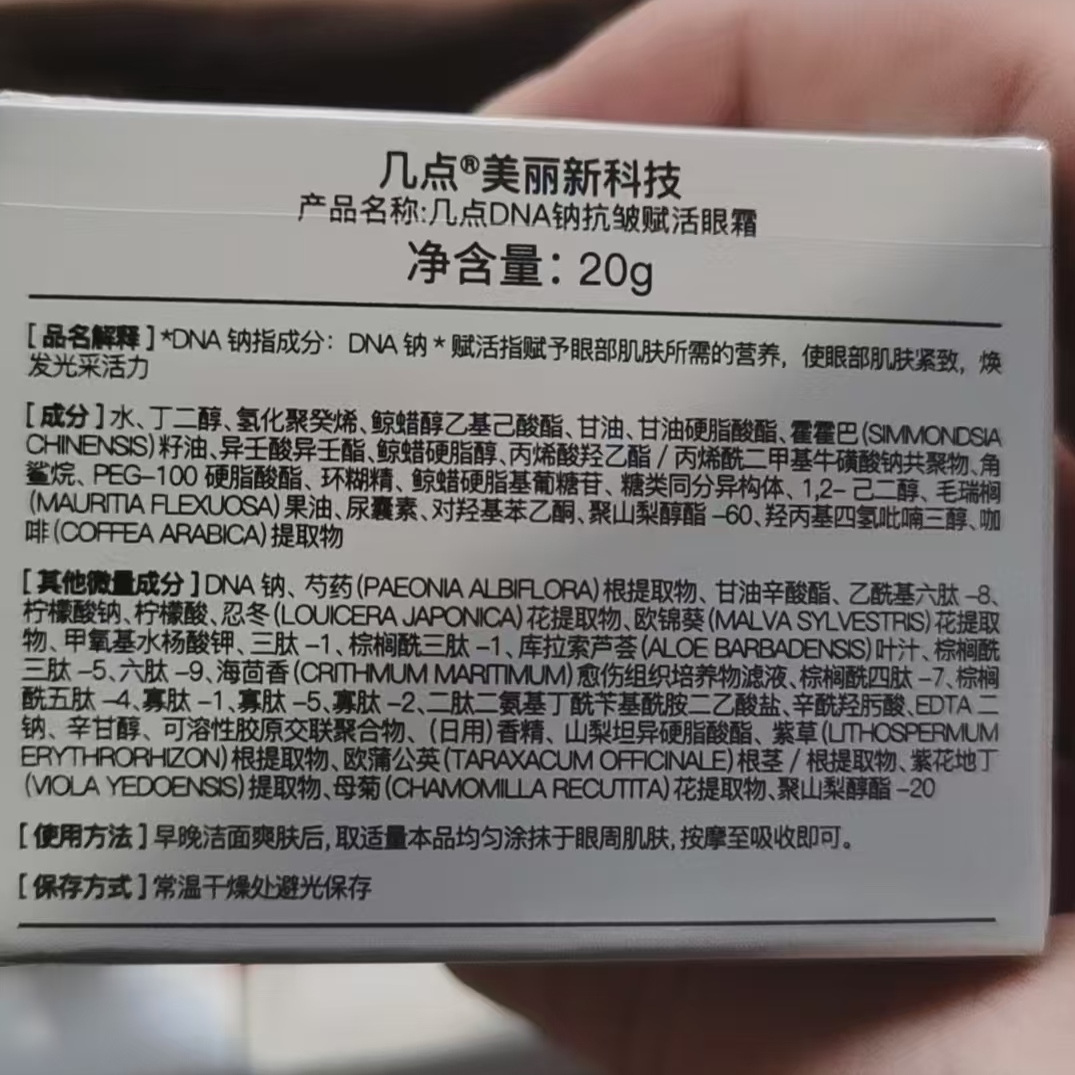 几点®美丽新科技
产品名称:几点DNA钠抗皱赋活眼霜
净含量：20g
[品名解释]*DNA 钠指成分：DNA 钠 * 赋活指赋予眼部肌肤所需的营养，使眼部肌肤紧致，焕
发光采活力
[成分]水、丁二醇、氢化聚癸烯、鲸蜡醇乙基己酸酯、甘油、甘油硬脂酸酯、霍霍巴(SIMMONDSIA
CHINENSIS)籽油、异壬酸异壬酯、鲸蜡硬脂醇、丙烯酸羟乙酯 / 丙烯酰二甲基牛磺酸钠共聚物、角
鲨烷、PEG-100 硬脂酸酯、环糊精、鲸蜡硬脂基葡糖苷、糖类同分异构体、1,2- 己二醇、毛瑞榈
(MAURITIA FLEXUOSA)果油、尿囊素、对羟基苯乙酮、聚山梨醇酯 -60、羟丙基四氢吡喃三醇、咖
啡(COFFEA ARABICA)提取物
[其他微量成分]DNA 钠、芍药(PAEONIA ALBIFLORA)根提取物、甘油辛酸酯、乙酰基六肽 -8、
柠檬酸钠、柠檬酸、忍冬(LOUICERA JAPONICA)花提取物、欧锦葵(MALVA SYLVESTRIS)花提取
物、甲氧基水杨酸钾、三肽 -1、棕榈酰三肽 -1、库拉索芦荟(ALOE BARBADENSIS)叶汁、棕榈酰
三肽 -5、六肽 -9、海茴香(CRITHMUM MARITIMUM)愈伤组织培养物滤液、棕榈酰四肽 -7、棕榈
酰五肽 -4、寡肽 -1、寡肽 -5、寡肽 -2、二肽二氨基丁酰苄基酰胺二乙酸盐、辛酰羟肟酸、EDTA 二
钠、辛甘醇、可溶性胶原交联聚合物、(日用)香精、山梨坦异硬脂酸酯、紫草(LITHOSPERMUM
ERYTHRORHIZON)根提取物、欧蒲公英(TARAXACUM OFFICINALE)根茎 / 根提取物、紫花地丁
(VIOLA YEDOENSIS)提取物、母菊(CHAMOMILLA RECUTITA)花提取物、聚山梨醇酯 -20
[使用方法]早晚洁面爽肤后,取适量本品均匀涂抹于眼周肌肤,按摩至吸收即可。
[保存方式]常温干燥处避光保存